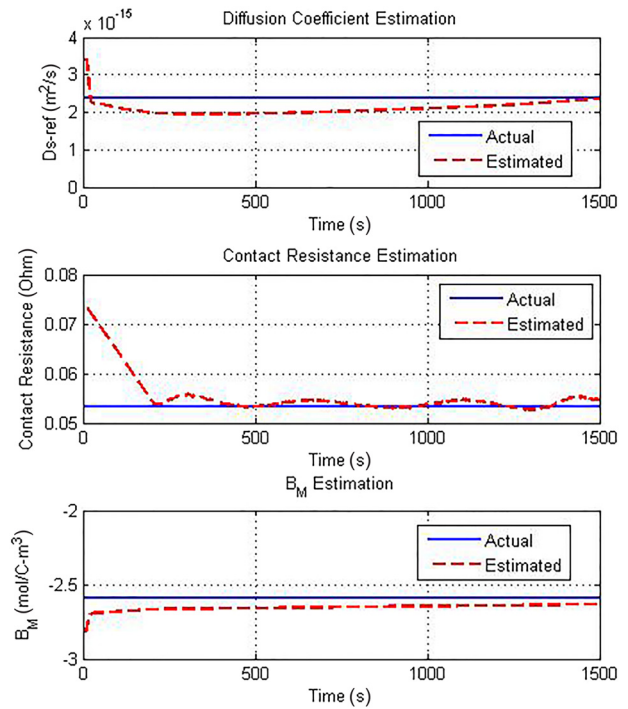 x 10⁻¹⁵
Diffusion Coefficient Estimation
Ds-ref (m²/s)
4
3
2
1
0
Actual
Estimated
0
500
1000
1500
Time (s)
Contact Resistance Estimation
Contact Resistance (Ohm)
0.08
0.07
0.06
0.05
Actual
Estimated
0
500
1000
1500
Time (s)
B_M Estimation
B_M (mol/C-m³)
-2
-2.5
-3
Actual
Estimated
0
500
1000
1500
Time (s)